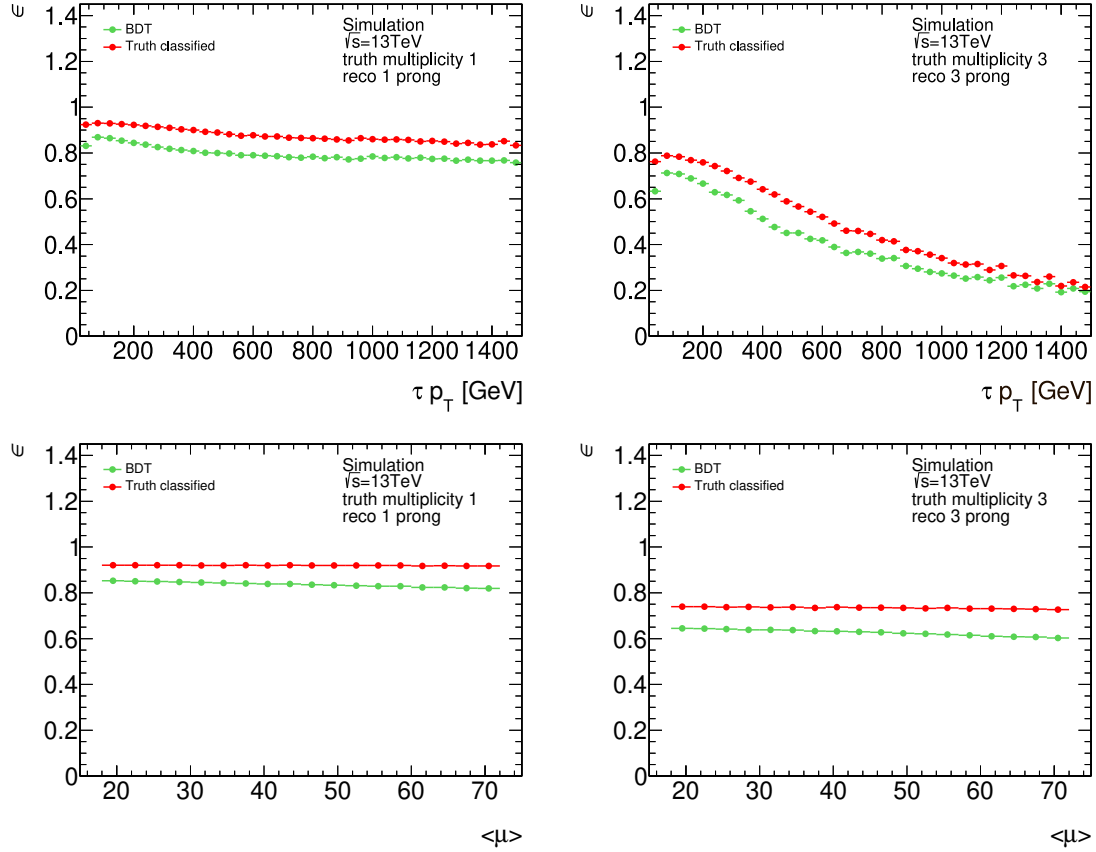 ϵ
1.4
1.2
1
0.8
0.6
0.4
0.2
0
BDT
Truth classified
Simulation
√s=13TeV
truth multiplicity 1
reco 1 prong
200 400 600 800 1000 1200 1400
τ p_T [GeV]
ϵ
1.4
1.2
1
0.8
0.6
0.4
0.2
0
BDT
Truth classified
Simulation
√s=13TeV
truth multiplicity 3
reco 3 prong
200 400 600 800 1000 1200 1400
τ p_T [GeV]
ϵ
1.4
1.2
1
0.8
0.6
0.4
0.2
0
BDT
Truth classified
Simulation
√s=13TeV
truth multiplicity 1
reco 1 prong
20 30 40 50 60 70
<μ>
ϵ
1.4
1.2
1
0.8
0.6
0.4
0.2
0
BDT
Truth classified
Simulation
√s=13TeV
truth multiplicity 3
reco 3 prong
20 30 40 50 60 70
<μ>